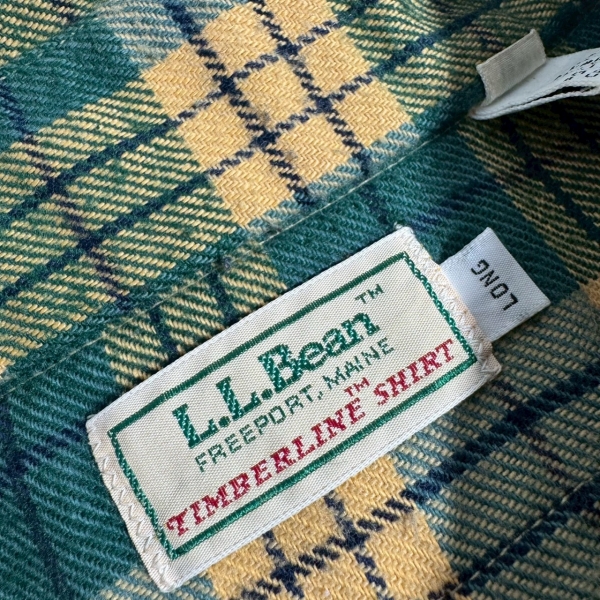 L.L.Bean™
FREEPORT, MAINE
TIMBERLINE™ SHIRT
LONG